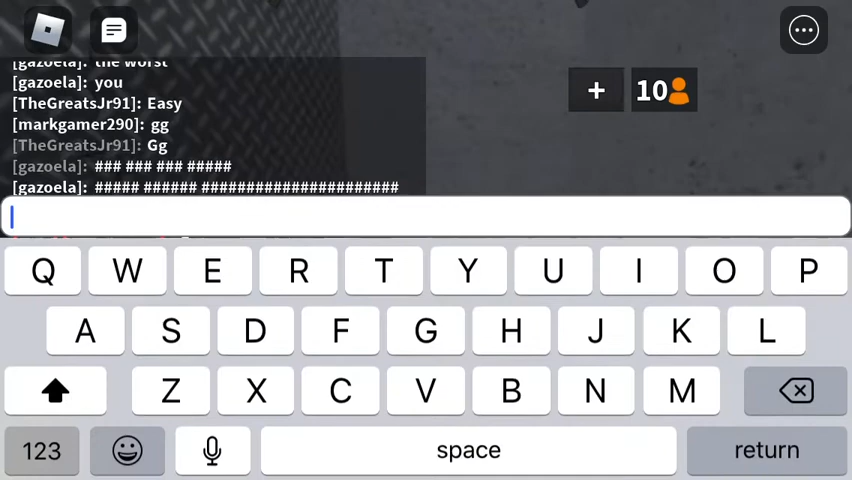 [gazoela]: the worst
[gazoela]: you
[TheGreatsJr91]: Easy
[markgamer290]: gg
[TheGreatsJr91]: Gg
[gazoela]: ### ### ### #####
[gazoela]: ##### ###### ######################
+ 10
Q W E R T Y U I O P
A S D F G H J K L
Z X C V B N M
123 space return